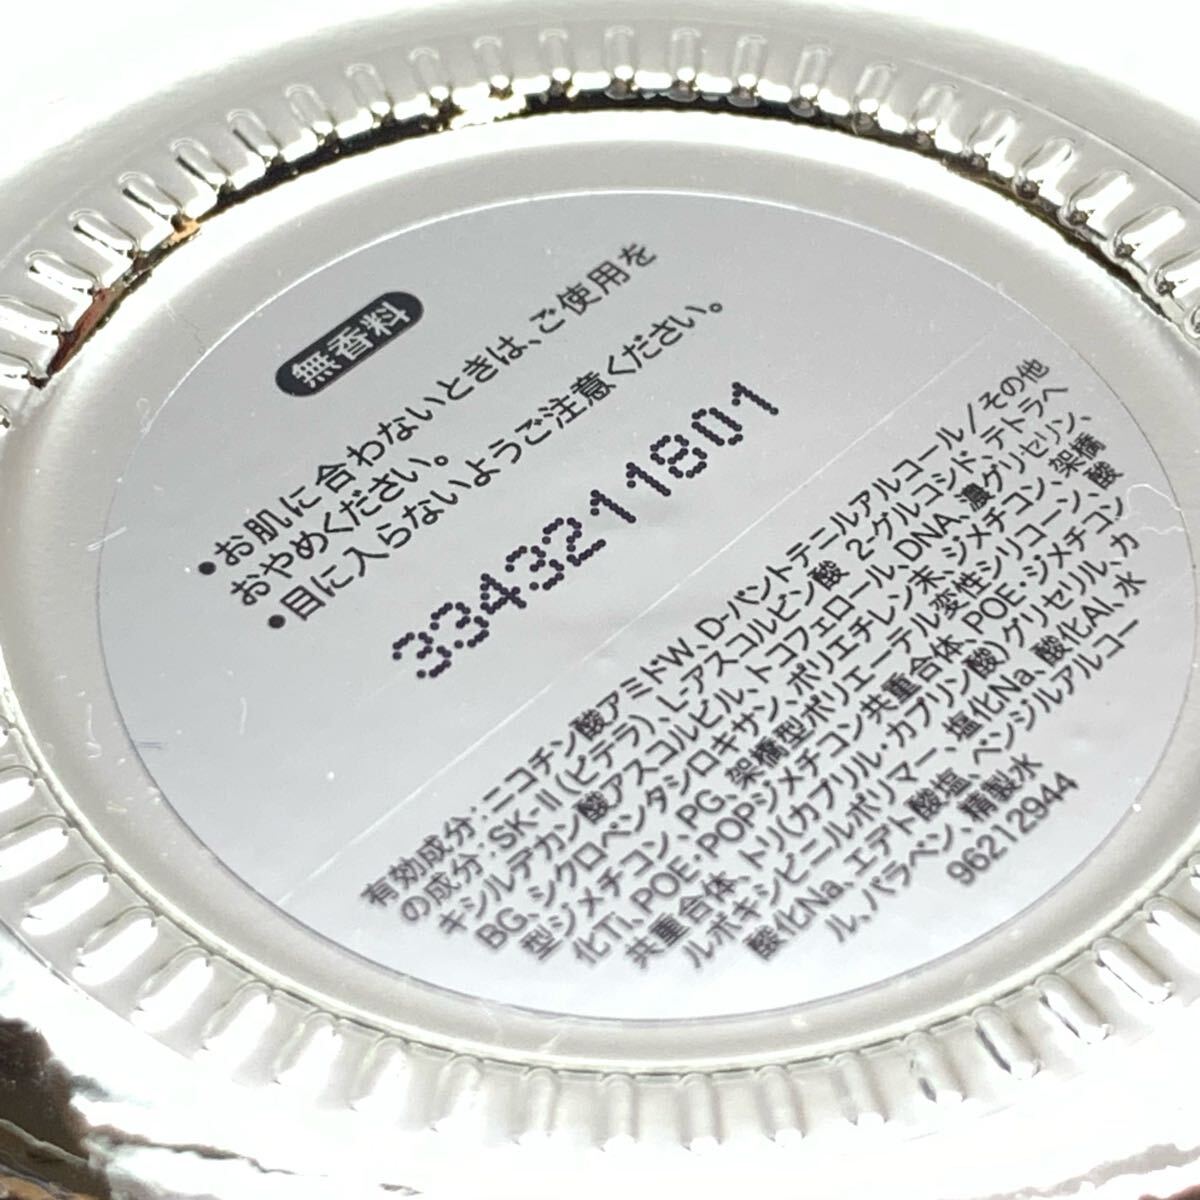 無香料
•お肌に合わないときは、ご使用を
おやめください。
•目に入らないようご注意ください。
3343211801
有効成分:ニコチン酸アミドW、D-パントテニールアルコール/その他
の成分:SK-II(ピテラ)、L-アスコルビン酸 2-グルコシド、テトラヘ
キシルデカン酸アスコルビル、トコフェロール、DNA、濃グリセリン、
BG、シクロペンタシロキサン、ポリエチレン末、ジメチコン、架橋
型ジメチコン、PG、架橋型ポリエーテル変性シリコーン、酸
化Ti、POE・POPジメチコン共重合体、POE・ジメチコン
共重合体、トリ(カプリル・カプリン酸)グリセリル、カ
ルボキシビニルポリマー、塩化Na、酸化Al、水
酸化Na、エデト酸塩、ベンジルアルコー
ル、パラベン、精製水
96212944